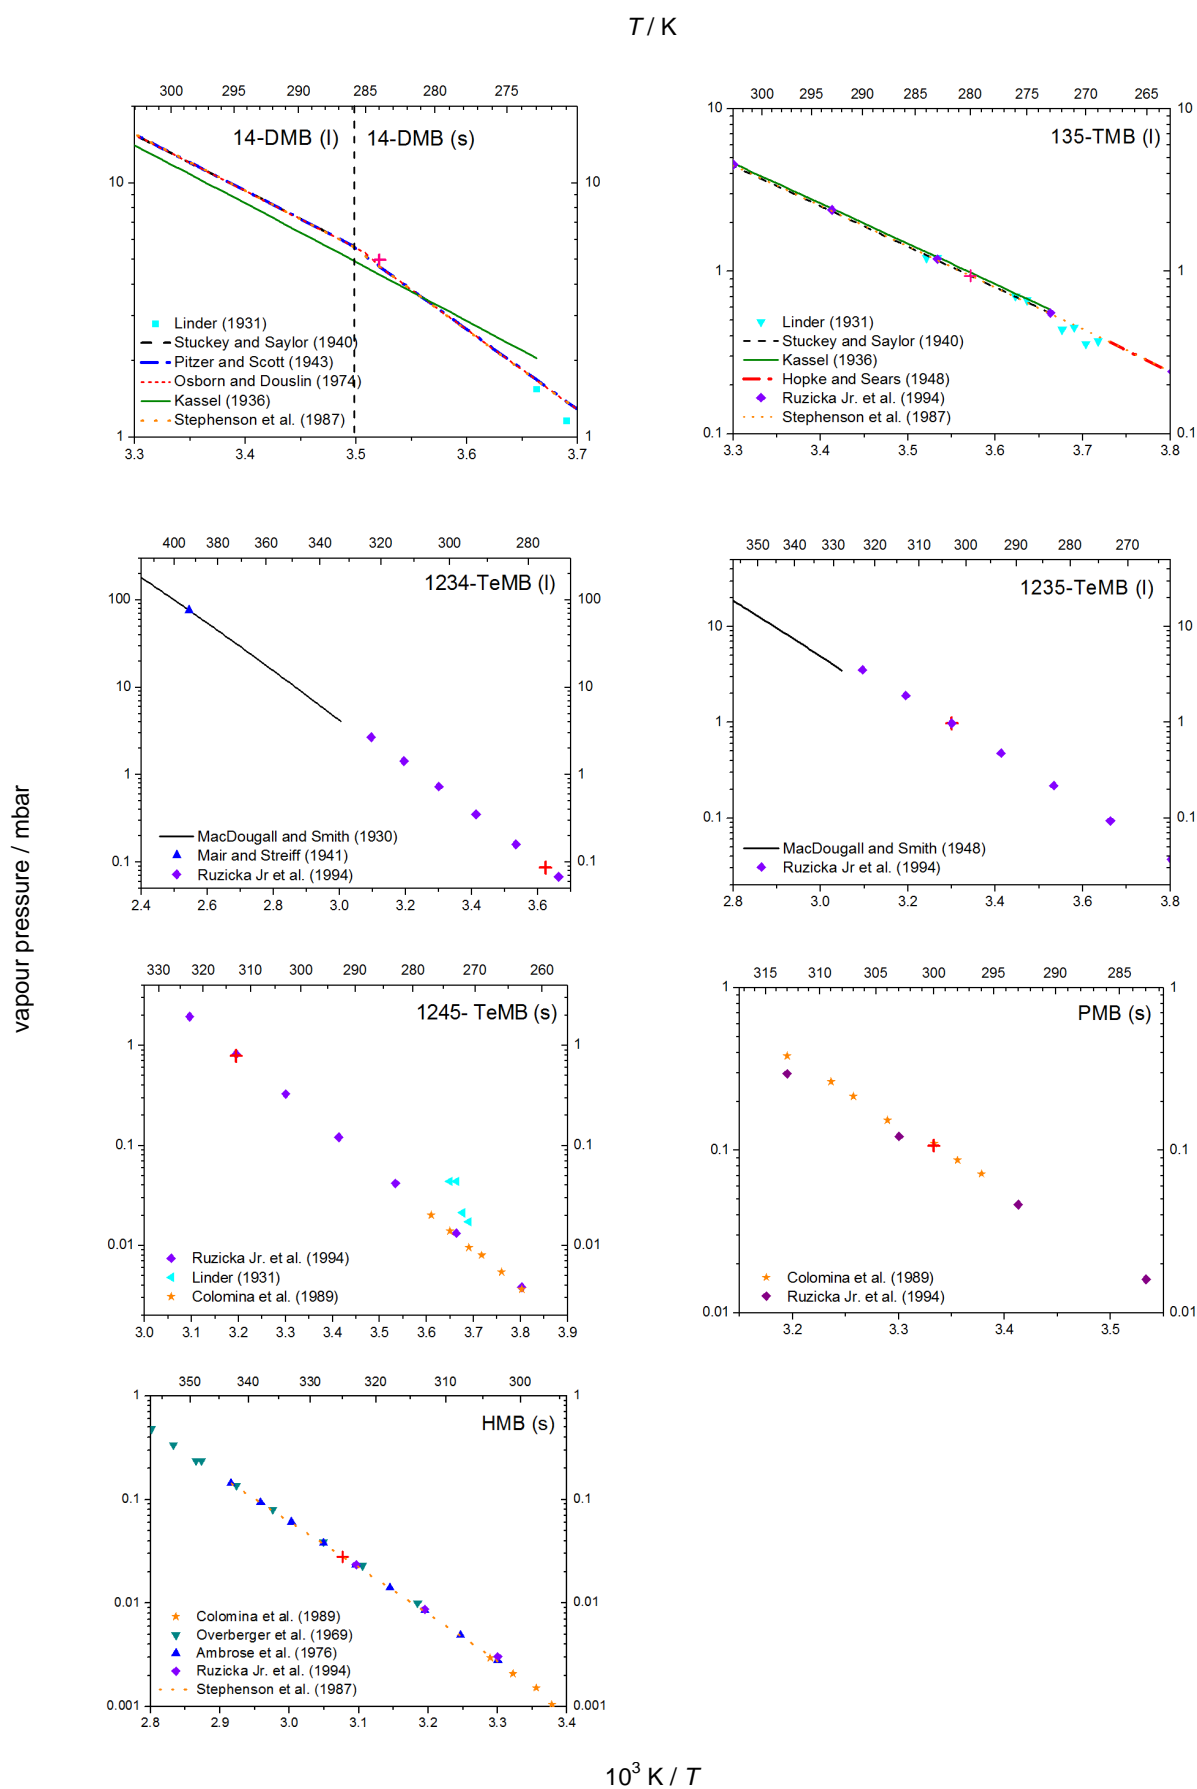 T / K
300 295 290 285 280 275
14-DMB (l) 14-DMB (s)
10 10
Linder (1931)
Stuckey and Saylor (1940)
Pitzer and Scott (1943)
Osborn and Douslin (1974)
Kassel (1936)
Stephenson et al. (1987)
1 1
3.3 3.4 3.5 3.6 3.7
300 295 290 285 280 275 270 265
10 10
135-TMB (l)
1 1
Linder (1931)
Stuckey and Saylor (1940)
Kassel (1936)
Hopke and Sears (1948)
Ruzicka Jr. et al. (1994)
Stephenson et al. (1987)
0.1 0.1
3.3 3.4 3.5 3.6 3.7 3.8
400 380 360 340 320 300 280
1234-TeMB (l)
100 100
10 10
1 1
MacDougall and Smith (1930)
Mair and Streiff (1941)
0.1 0.1
Ruzicka Jr et al. (1994)
2.4 2.6 2.8 3.0 3.2 3.4 3.6
350 340 330 320 310 300 290 280 270
1235-TeMB (l)
10 10
1 1
0.1 0.1
MacDougall and Smith (1948)
Ruzicka Jr et al. (1994)
2.8 3.0 3.2 3.4 3.6 3.8
vapour pressure / mbar
330 320 310 300 290 280 270 260
1245- TeMB (s)
1 1
0.1 0.1
0.01 0.01
Ruzicka Jr. et al. (1994)
Linder (1931)
Colomina et al. (1989)
3.0 3.1 3.2 3.3 3.4 3.5 3.6 3.7 3.8 3.9
315 310 305 300 295 290 285
1 1
PMB (s)
0.1 0.1
Colomina et al. (1989)
Ruzicka Jr. et al. (1994)
0.01 0.01
3.2 3.3 3.4 3.5
350 340 330 320 310 300
1 1
HMB (s)
0.1 0.1
0.01 0.01
Colomina et al. (1989)
Overberger et al. (1969)
Ambrose et al. (1976)
Ruzicka Jr. et al. (1994)
Stephenson et al. (1987)
0.001 0.001
2.8 2.9 3.0 3.1 3.2 3.3 3.4
10³ K / T